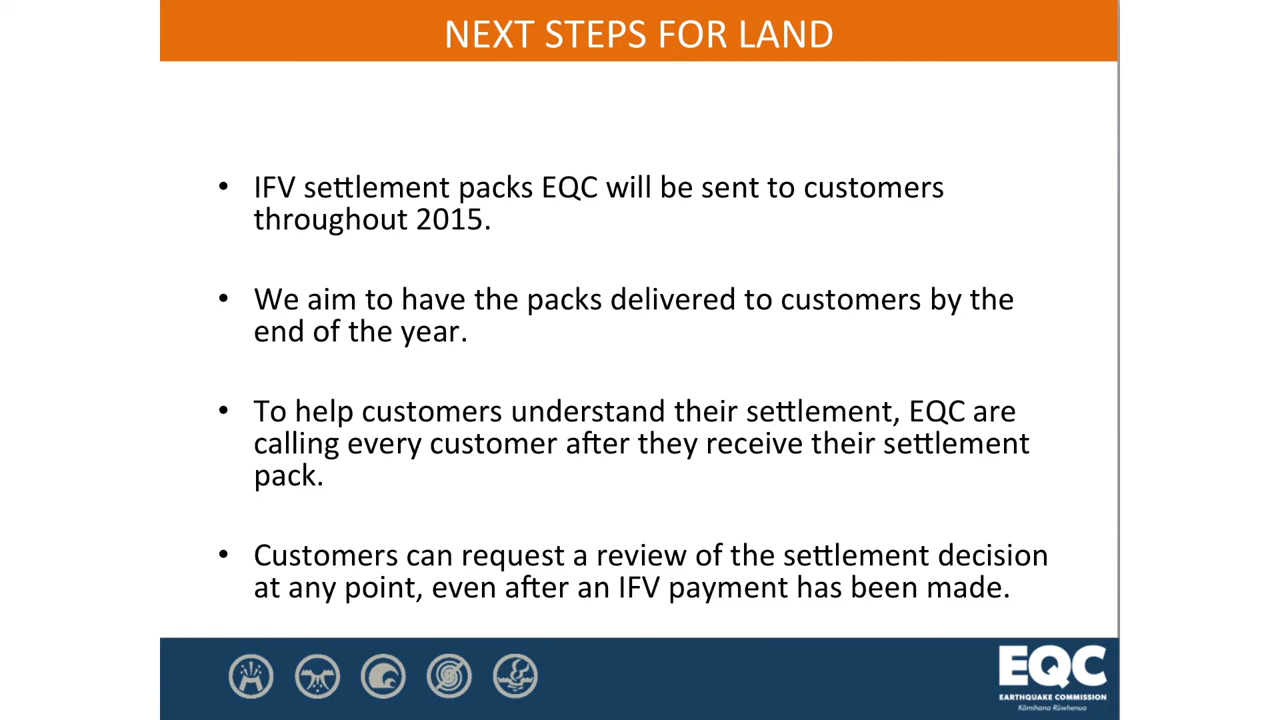 NEXT STEPS FOR LAND
• IFV settlement packs EQC will be sent to customers
throughout 2015.
• We aim to have the packs delivered to customers by the
end of the year.
• To help customers understand their settlement, EQC are
calling every customer after they receive their settlement
pack.
• Customers can request a review of the settlement decision
at any point, even after an IFV payment has been made.
EQC
EARTHQUAKE COMMISSION
Kōmihana Rūwhenua